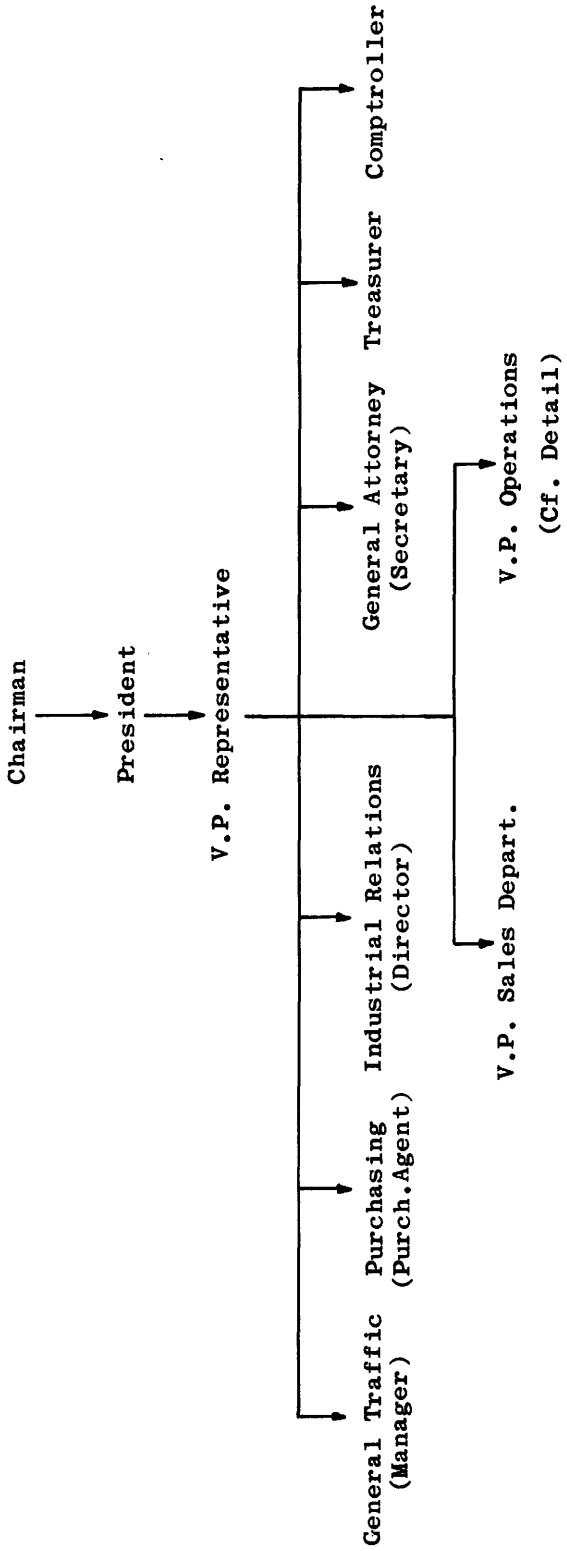 Chairman
President
V.P. Representative
General Traffic
(Manager)
Purchasing
(Purch.Agent)
Industrial Relations
(Director)
General Attorney
(Secretary)
Treasurer
Comptroller
V.P. Sales Depart.
V.P. Operations
(Cf. Detail)